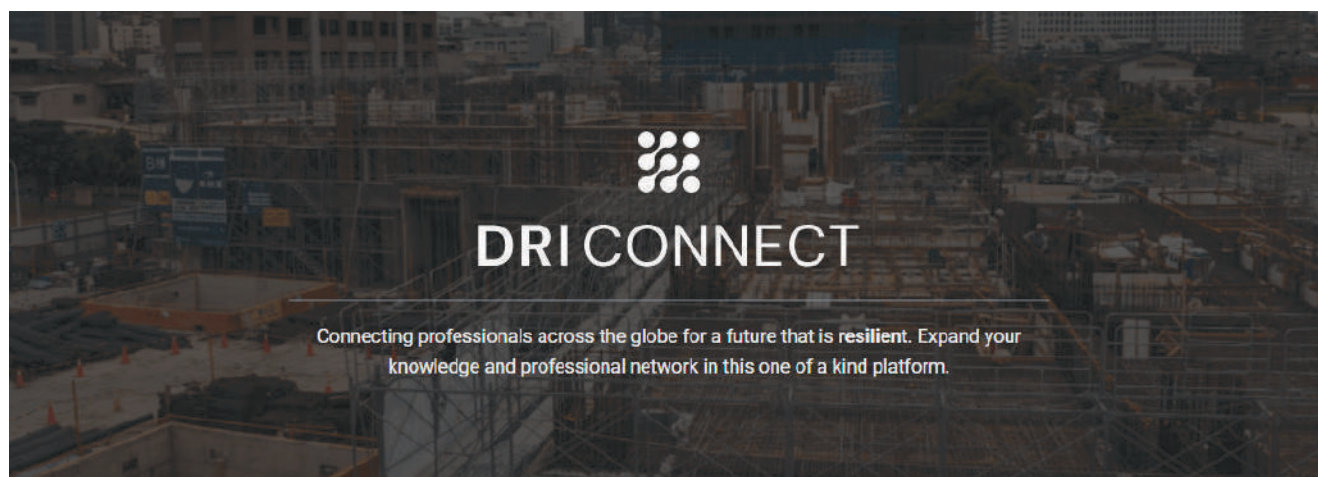 DRI CONNECT
Connecting professionals across the globe for a future that is resilient. Expand your
knowledge and professional network in this one of a kind platform.